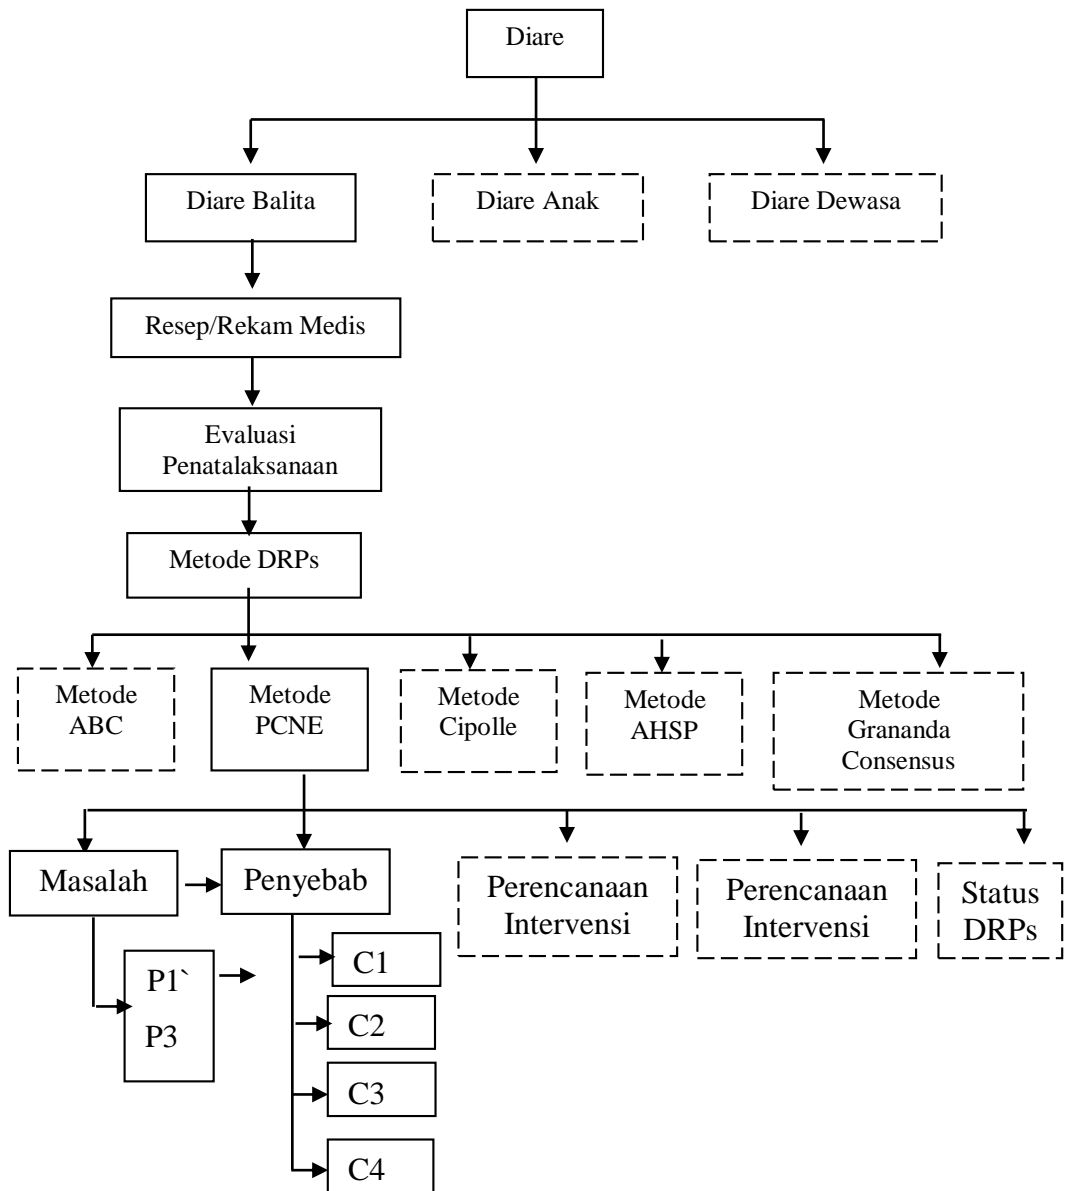 Diare
Diare Balita
Diare Anak
Diare Dewasa
Resep/Rekam Medis
Evaluasi
Penatalaksanaan
Metode DRPs
Metode
ABC
Metode
PCNE
Metode
Cipolle
Metode
AHSP
Metode
Grananda
Consensus
Masalah
Penyebab
Perencanaan
Intervensi
Perencanaan
Intervensi
Status
DRPs
P1`
P3
C1
C2
C3
C4